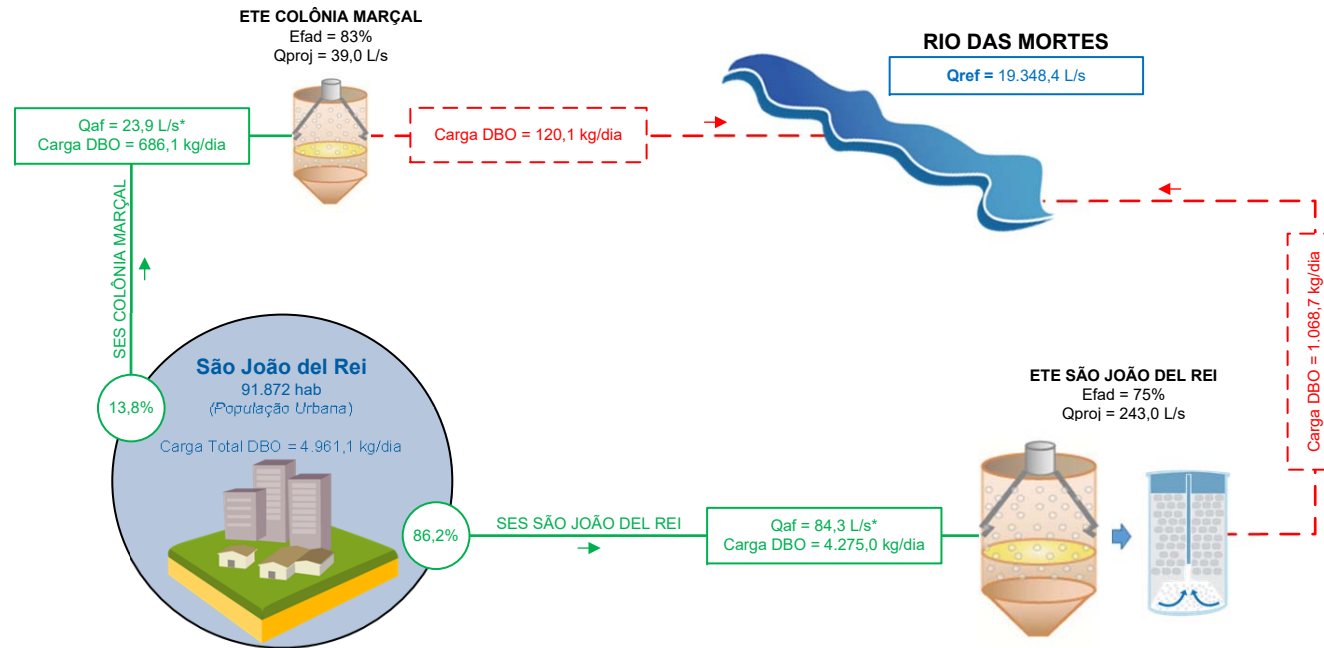 ETE COLÔNIA MARÇAL
Efad = 83%
Qproj = 39,0 L/s
RIO DAS MORTES
Qref = 19.348,4 L/s
Qaf = 23,9 L/s*
Carga DBO = 686,1 kg/dia
Carga DBO = 120,1 kg/dia
SES COLÔNIA MARÇAL
São João del Rei
91.872 hab
(População Urbana)
Carga Total DBO = 4.961,1 kg/dia
13,8%
86,2%
SES SÃO JOÃO DEL REI
Qaf = 84,3 L/s*
Carga DBO = 4.275,0 kg/dia
ETE SÃO JOÃO DEL REI
Efad = 75%
Qproj = 243,0 L/s
Carga DBO = 1.068,7 kg/dia